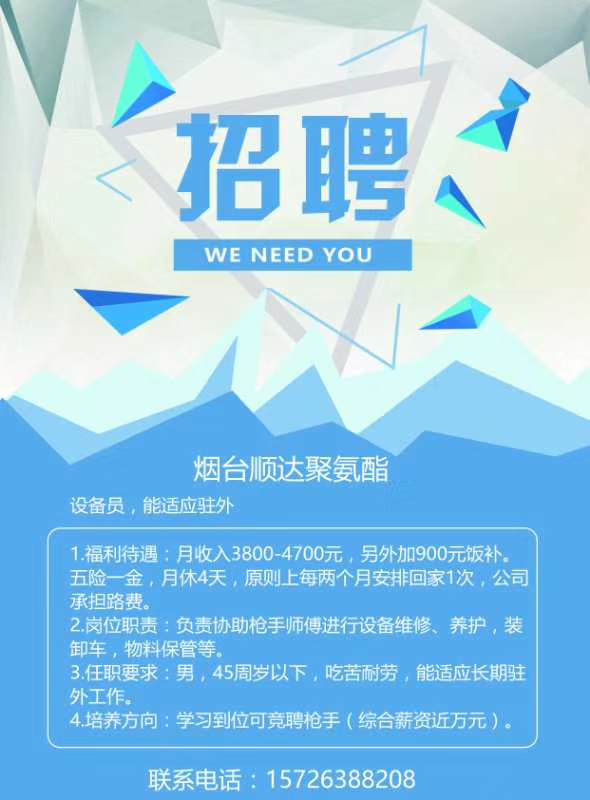 招聘
WE NEED YOU
烟台顺达聚氨酯
设备员，能适应驻外
1.福利待遇：月收入3800-4700元，另外加900元饭补。
五险一金，月休4天，原则上每两个月安排回家1次，公司
承担路费。
2.岗位职责：负责协助枪手师傅进行设备维修、养护，装
卸车，物料保管等。
3.任职要求：男，45周岁以下，吃苦耐劳，能适应长期驻
外工作。
4.培养方向：学习到位可竞聘枪手（综合薪资近万元）。
联系电话：15726388208